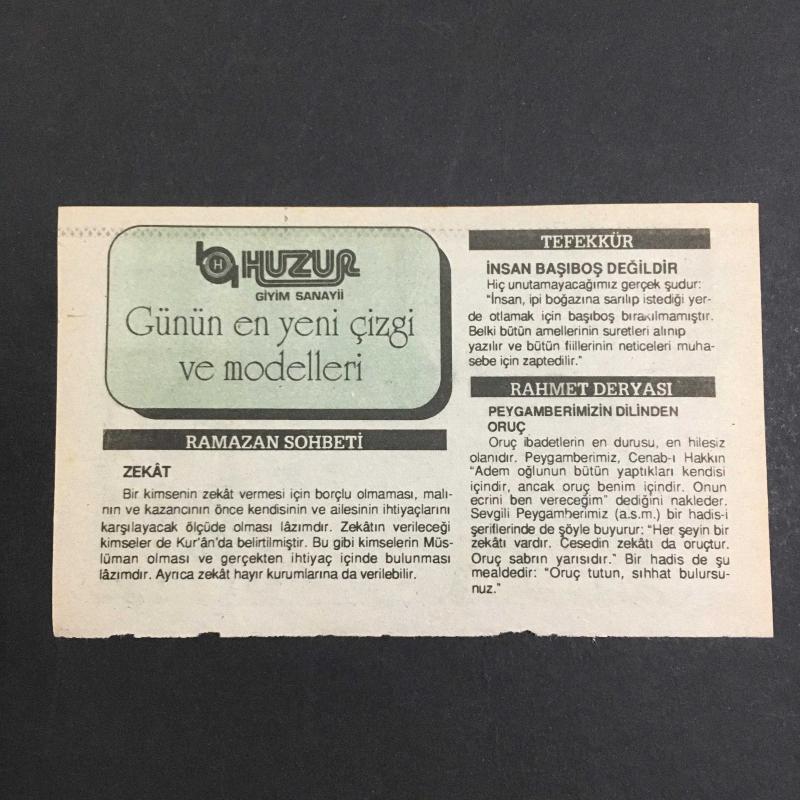 HUZUR
GİYİM SANAYİİ
Günün en yeni çizgi
ve modelleri
RAMAZAN SOHBETİ
ZEKÂT
Bir kimsenin zekât vermesi için borçlu olmaması, malı-
nın ve kazancının önce kendisinin ve ailesinin ihtiyaçlarını
karşılayacak ölçüde olması lâzımdır. Zekâtın verileceği
kimseler de Kur'ân'da belirtilmiştir. Bu gibi kimselerin Müs-
lüman olması ve gerçekten ihtiyaç içinde bulunması
lâzımdır. Ayrıca zekât hayır kurumlarına da verilebilir.
TEFEKKÜR
İNSAN BAŞIBOŞ DEĞİLDİR
Hiç unutamayacağımız gerçek şudur:
"İnsan, ipi boğazına sarılıp istediği yer-
de otlamak için başıboş bırakılmamıştır.
Belki bütün amellerinin suretleri alınıp
yazılır ve bütün fiillerinin neticeleri muha-
sebe için zaptedilir."
RAHMET DERYASI
PEYGAMBERİMİZİN DİLİNDEN
ORUÇ
Oruç ibadetlerin en durusu, en hilesiz
olanıdır. Peygamberimiz, Cenab-ı Hakkın
"Adem oğlunun bütün yaptıkları kendisi
içindir, ancak oruç benim içindir. Onun
ecrini ben vereceğim" dediğini nakleder.
Sevgili Peygamberimiz (a.s.m.) bir hadis-i
şeriflerinde de şöyle buyurur: "Her şeyin bir
zekâtı vardır. Cesedin zekâtı da oruçtur.
Oruç sabrın yarısıdır." Bir hadis de şu
mealdedir: "Oruç tutun, sıhhat bulursu-
nuz."